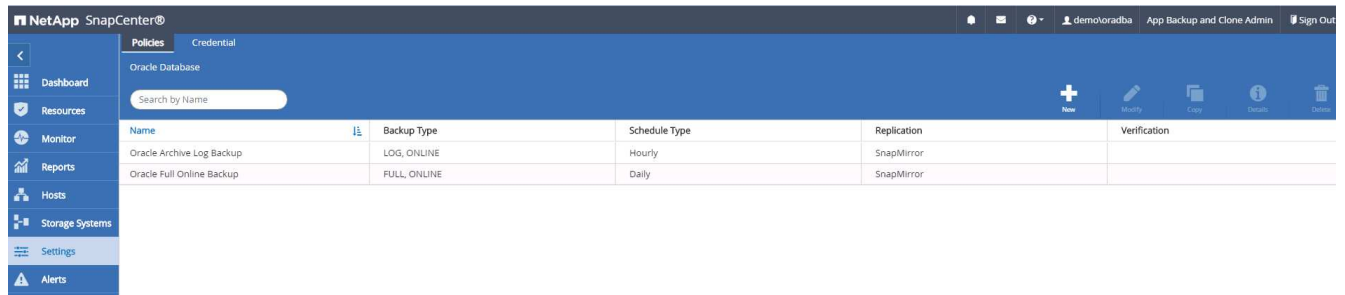 NetApp SnapCenter®
demo\oradba App Backup and Clone Admin Sign Out
Policies Credential
Oracle Database
Search by Name
New Modify Copy Details Delete
Dashboard
Resources
Monitor
Reports
Hosts
Storage Systems
Settings
Alerts
Name Backup Type Schedule Type Replication Verification
Oracle Archive Log Backup LOG, ONLINE Hourly SnapMirror
Oracle Full Online Backup FULL, ONLINE Daily SnapMirror